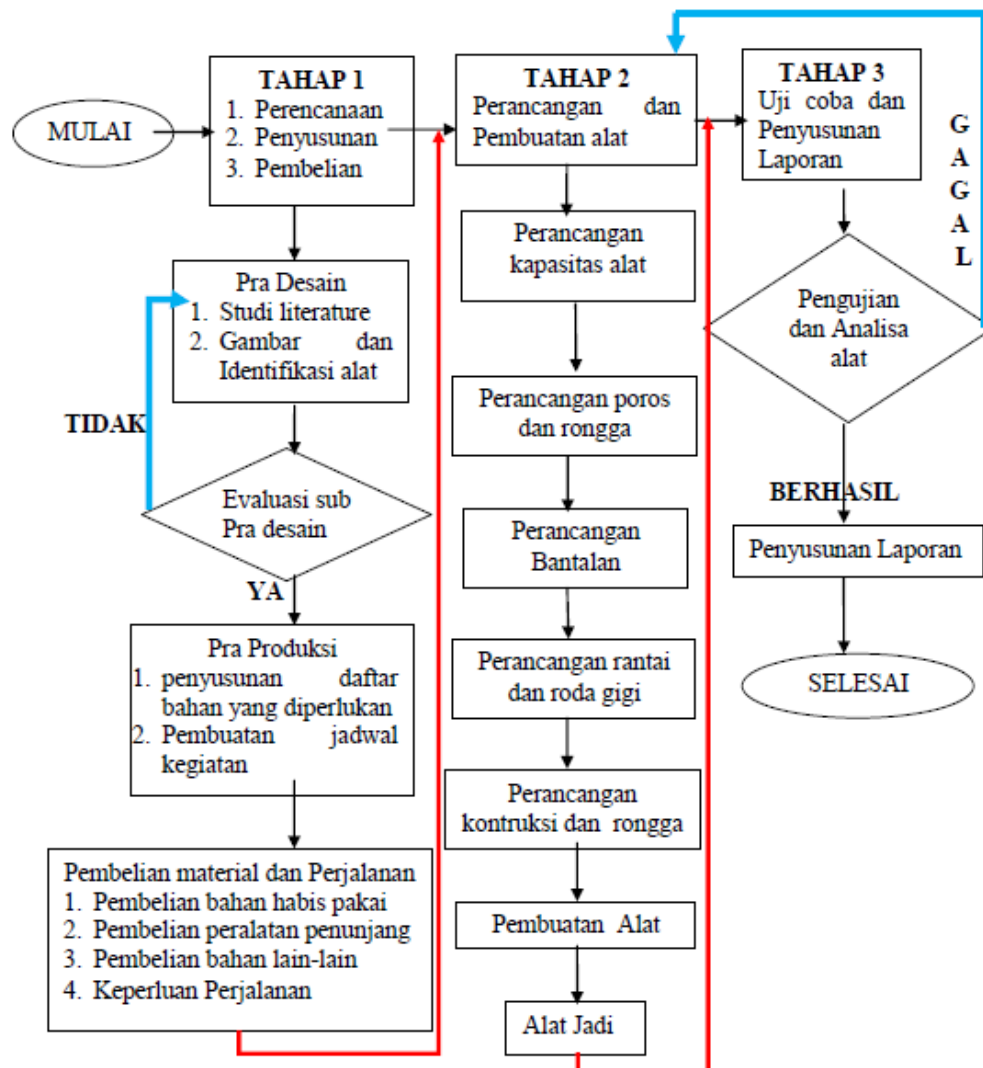 MULAI
TAHAP 1
1. Perencanaan
2. Penyusunan
3. Pembelian
Pra Desain
1. Studi literature
2. Gambar dan
Identifikasi alat
TIDAK
Evaluasi sub
Pra desain
YA
Pra Produksi
1. penyusunan daftar
bahan yang diperlukan
2. Pembuatan jadwal
kegiatan
Pembelian material dan Perjalanan
1. Pembelian bahan habis pakai
2. Pembelian peralatan penunjang
3. Pembelian bahan lain-lain
4. Keperluan Perjalanan
TAHAP 2
Perancangan dan
Pembuatan alat
Perancangan
kapasitas alat
Perancangan poros
dan rongga
Perancangan
Bantalan
Perancangan rantai
dan roda gigi
Perancangan
kontruksi dan rongga
Pembuatan Alat
Alat Jadi
TAHAP 3
Uji coba dan
Penyusunan
Laporan
G
A
G
A
L
Pengujian
dan Analisa
alat
BERHASIL
Penyusunan Laporan
SELESAI